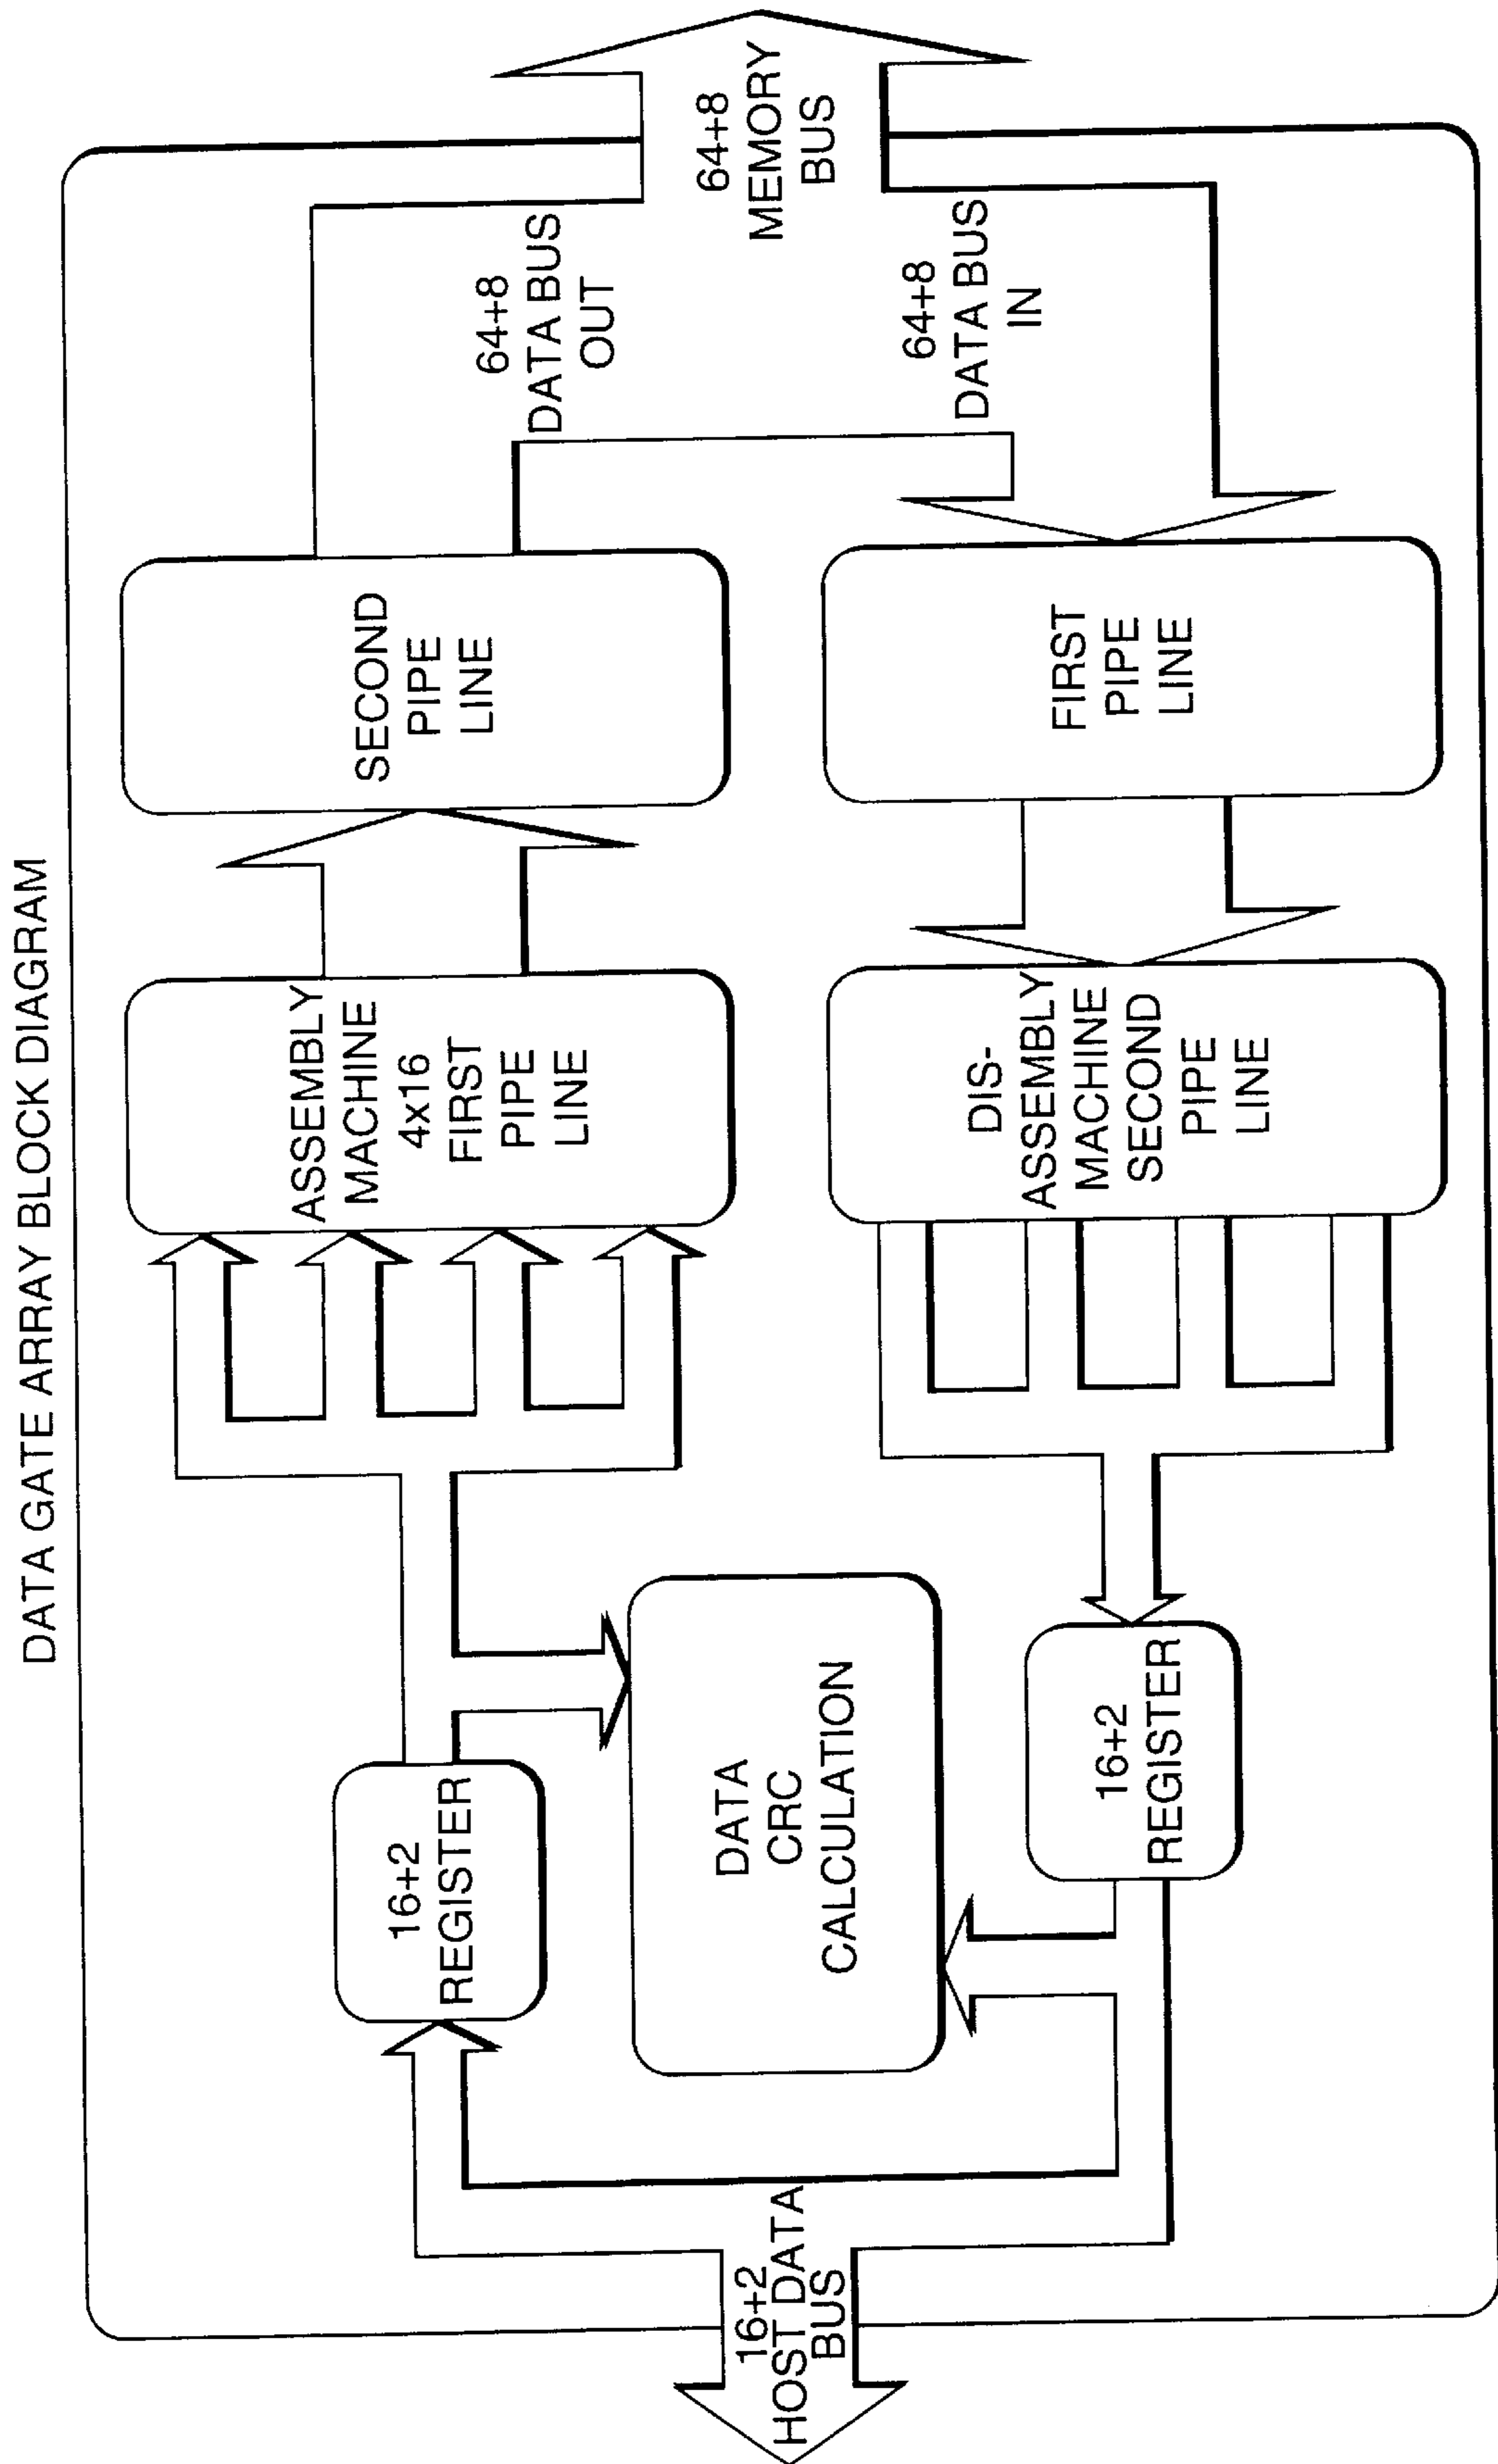 DATA GATE ARRAY BLOCK DIAGRAM
16+2
HOST DATA
BUS
16+2
REGISTER
ASSEMBLY
MACHINE
4x16
FIRST
PIPE
LINE
SECOND
PIPE
LINE
64+8
DATA BUS
OUT
64+8
MEMORY
BUS
DATA
CRC
CALCULATION
16+2
REGISTER
DIS-
ASSEMBLY
MACHINE
SECOND
PIPE
LINE
FIRST
PIPE
LINE
64+8
DATA BUS
IN